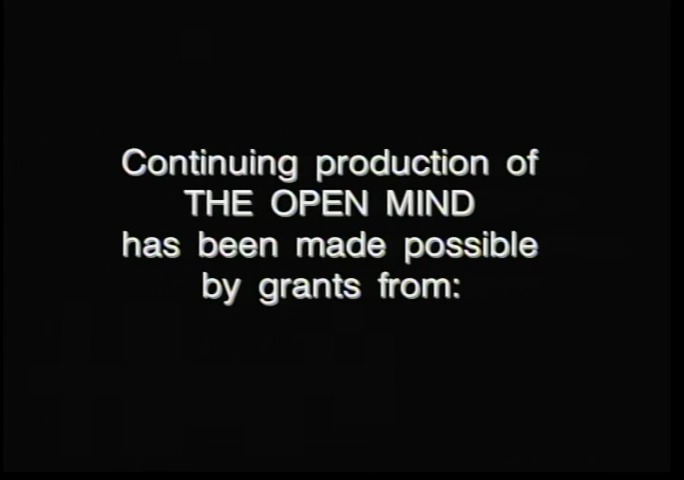 Continuing production of
THE OPEN MIND
has been made possible
by grants from: